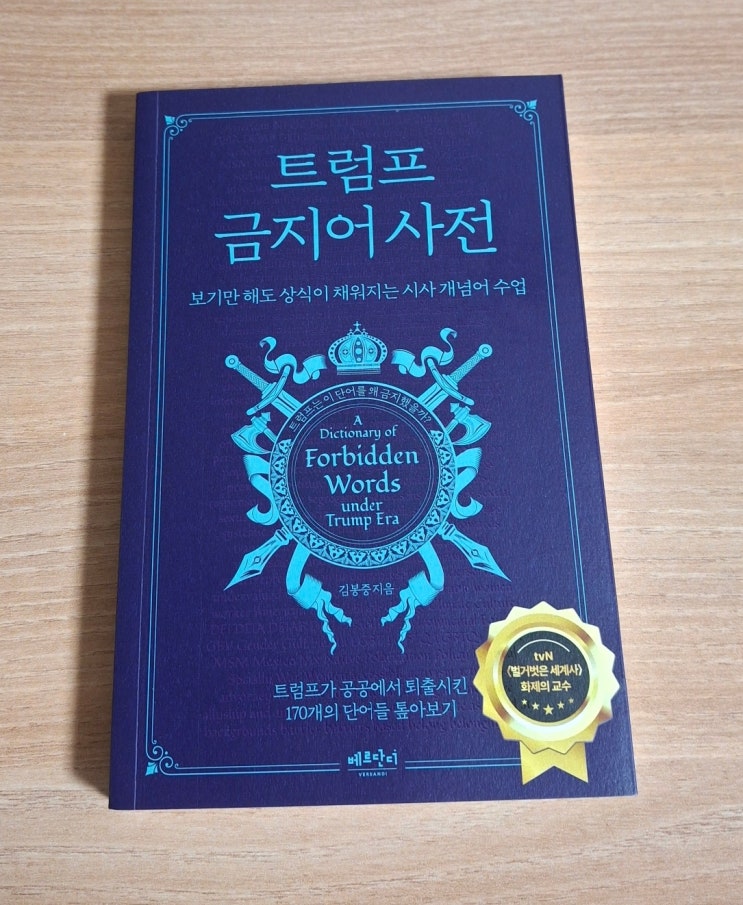 트럼프
금지어 사전
보기만 해도 상식이 채워지는 시사 개념어 수업
트럼프는 이 단어를 왜 금지했을까?
A
Dictionary of
Forbidden
Words
under
Trump Era
김봉중 지음
tvN
〈벌거벗은 세계사〉
화제의 교수
트럼프가 공공에서 퇴출시킨
170개의 단어들 톺아보기
베르단디
VERDANDI